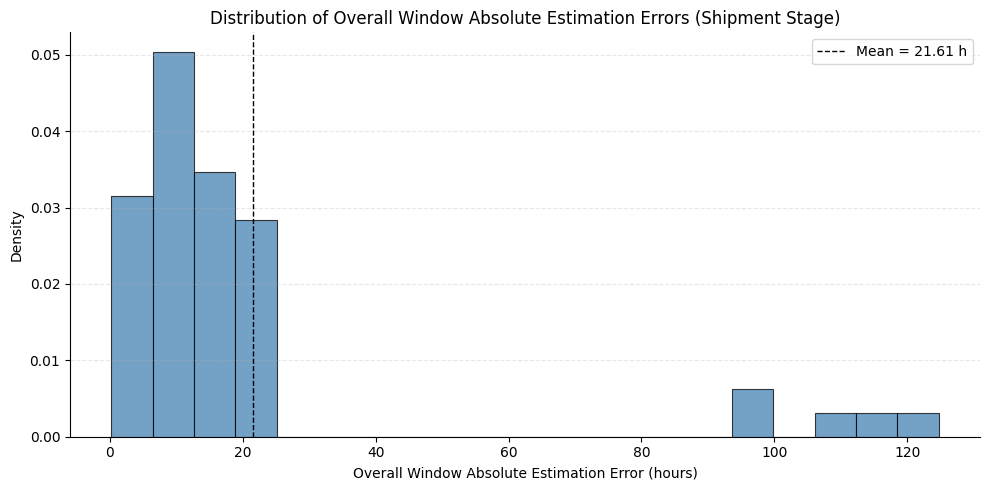 Distribution of Overall Window Absolute Estimation Errors (Shipment Stage)
Mean = 21.61 h
0.05
0.04
0.03
0.02
0.01
0.00
Density
0 20 40 60 80 100 120
Overall Window Absolute Estimation Error (hours)